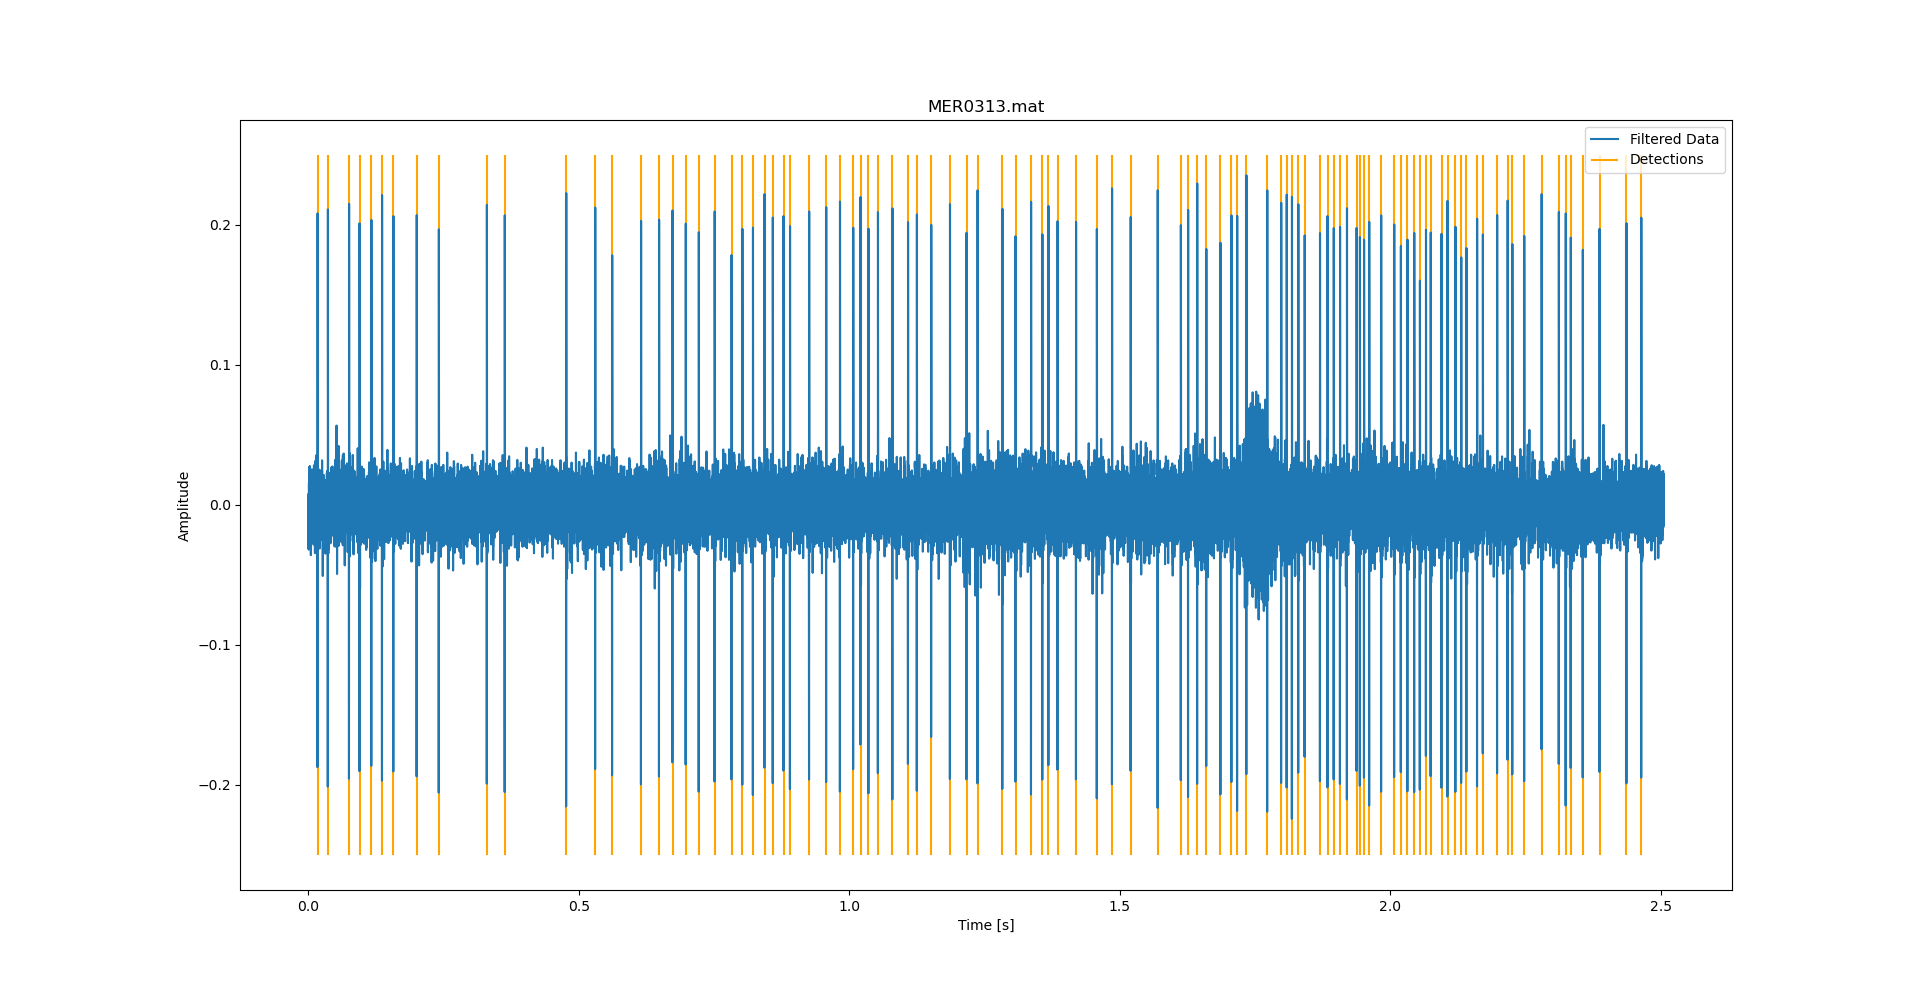 MER0313.mat
Filtered Data
Detections
0.2
0.1
0.0
−0.1
−0.2
Amplitude
0.0 0.5 1.0 1.5 2.0 2.5
Time [s]